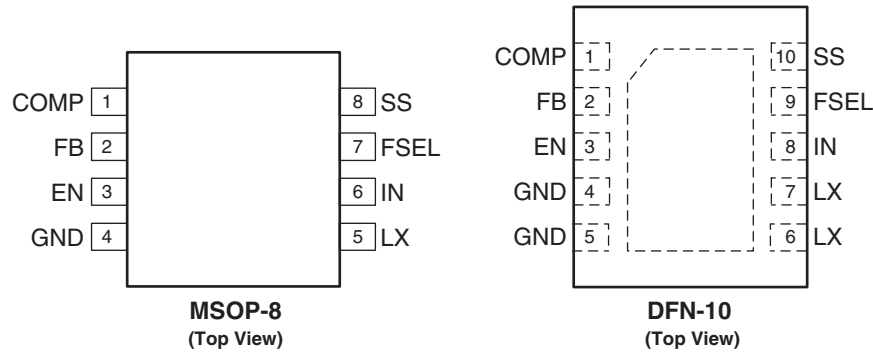 COMP 1
FB 2
EN 3
GND 4
8 SS
7 FSEL
6 IN
5 LX
MSOP-8
(Top View)
COMP 1
FB 2
EN 3
GND 4
GND 5
10 SS
9 FSEL
8 IN
7 LX
6 LX
DFN-10
(Top View)